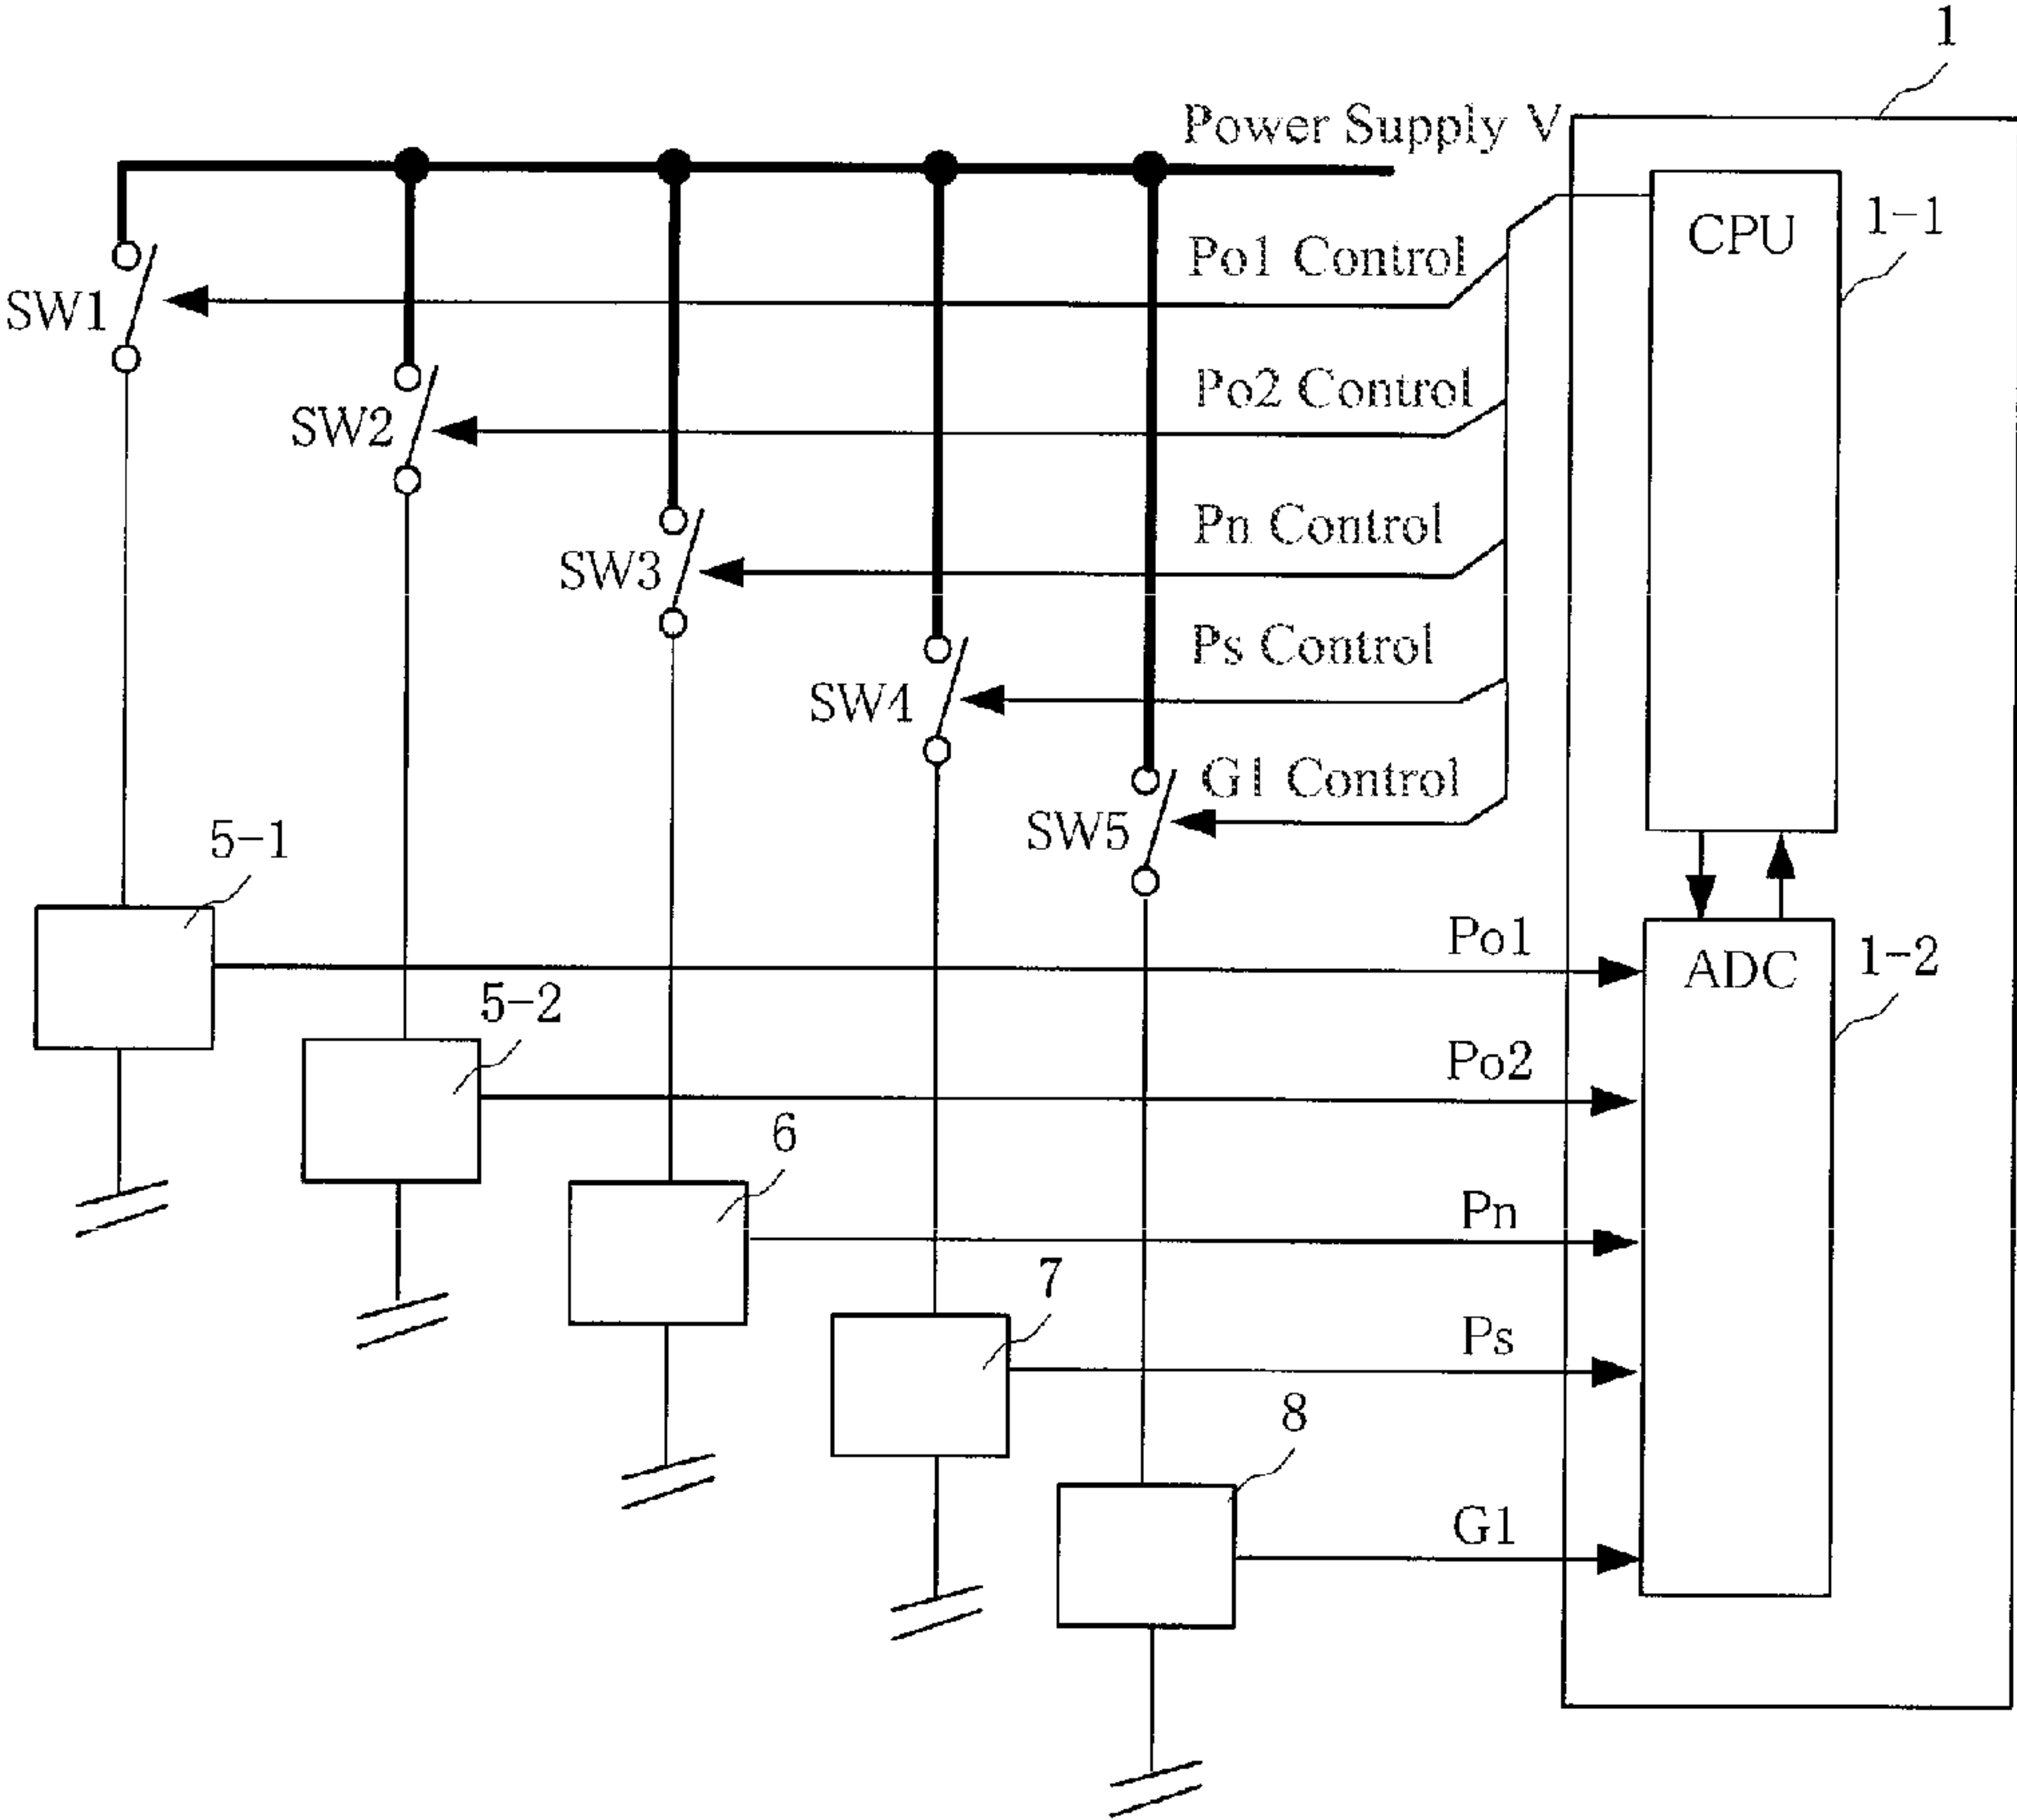 1
Power Supply V
CPU
1-1
Po1 Control
SW1
Po2 Control
SW2
Pn Control
SW3
Ps Control
SW4
G1 Control
SW5
5-1
Po1
ADC
1-2
5-2
Po2
6
Pn
7
Ps
8
G1